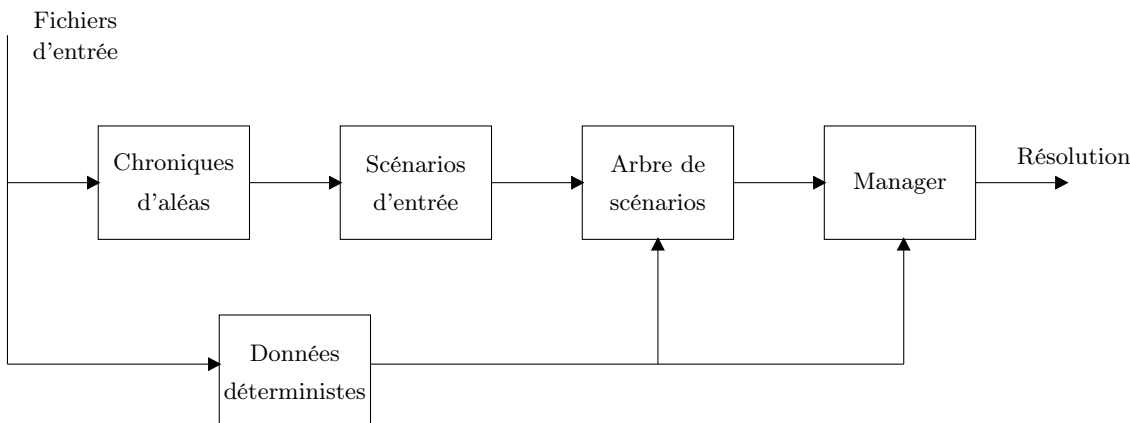 Fichiers
d'entrée
Chroniques
d'aléas
Scénarios
d'entrée
Arbre de
scénarios
Manager
Résolution
Données
déterministes